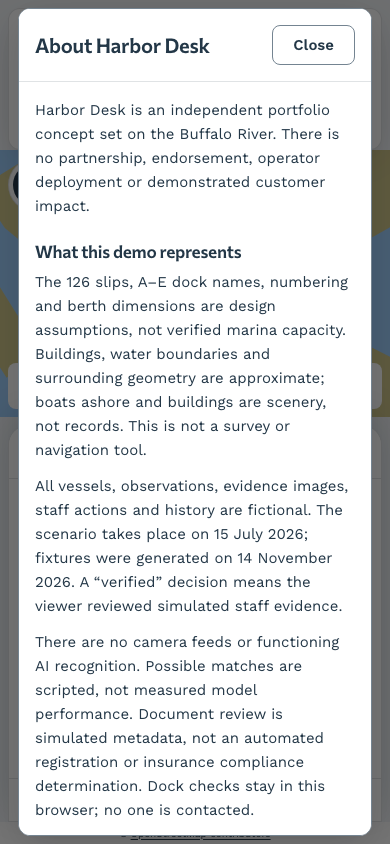 About Harbor Desk
Close
Harbor Desk is an independent portfolio
concept set on the Buffalo River. There is
no partnership, endorsement, operator
deployment or demonstrated customer
impact.
What this demo represents
The 126 slips, A–E dock names, numbering
and berth dimensions are design
assumptions, not verified marina capacity.
Buildings, water boundaries and
surrounding geometry are approximate;
boats ashore and buildings are scenery,
not records. This is not a survey or
navigation tool.
All vessels, observations, evidence images,
staff actions and history are fictional. The
scenario takes place on 15 July 2026;
fixtures were generated on 14 November
2026. A “verified” decision means the
viewer reviewed simulated staff evidence.
There are no camera feeds or functioning
AI recognition. Possible matches are
scripted, not measured model
performance. Document review is
simulated metadata, not an automated
registration or insurance compliance
determination. Dock checks stay in this
browser; no one is contacted.